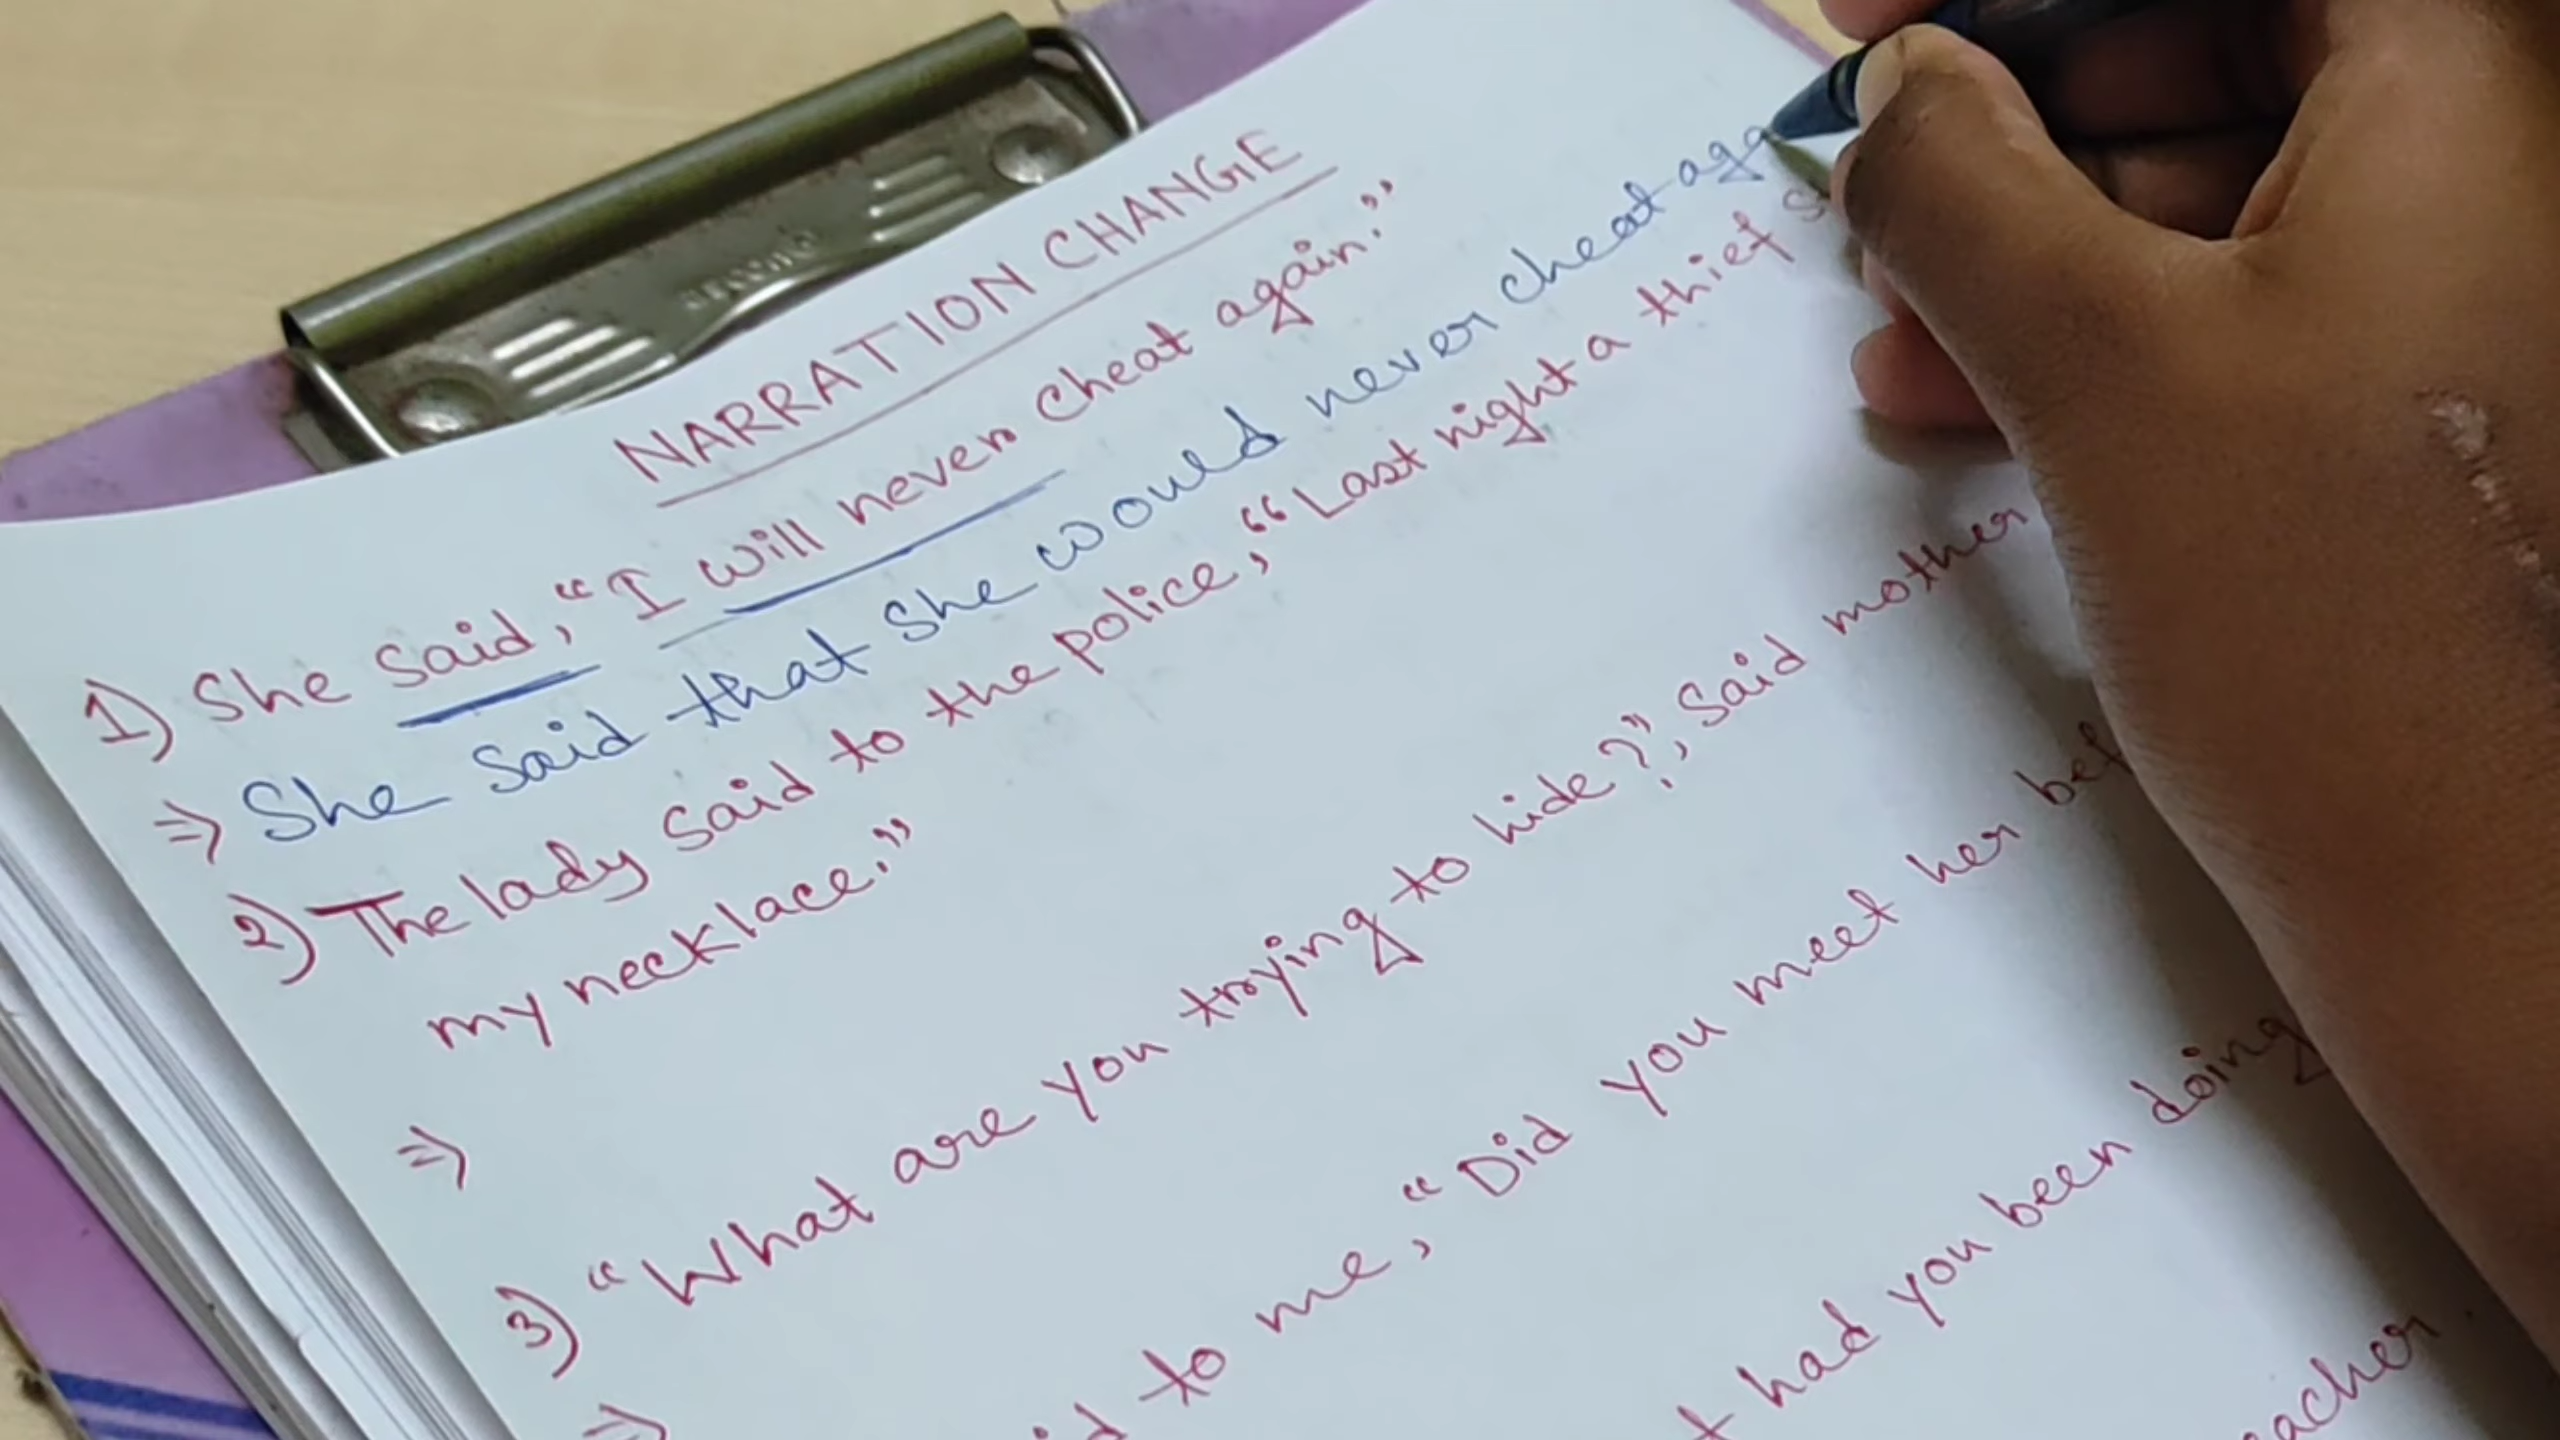 NARRATION CHANGE
1) She said, “I will never cheat again.”
⇒ She said that she would never cheat aga
2) The lady said to the police, “Last night a thief
my necklace.”
⇒
3) “What are you trying to hide?”, said mother
⇒ to me, “Did you meet her
had you been doing